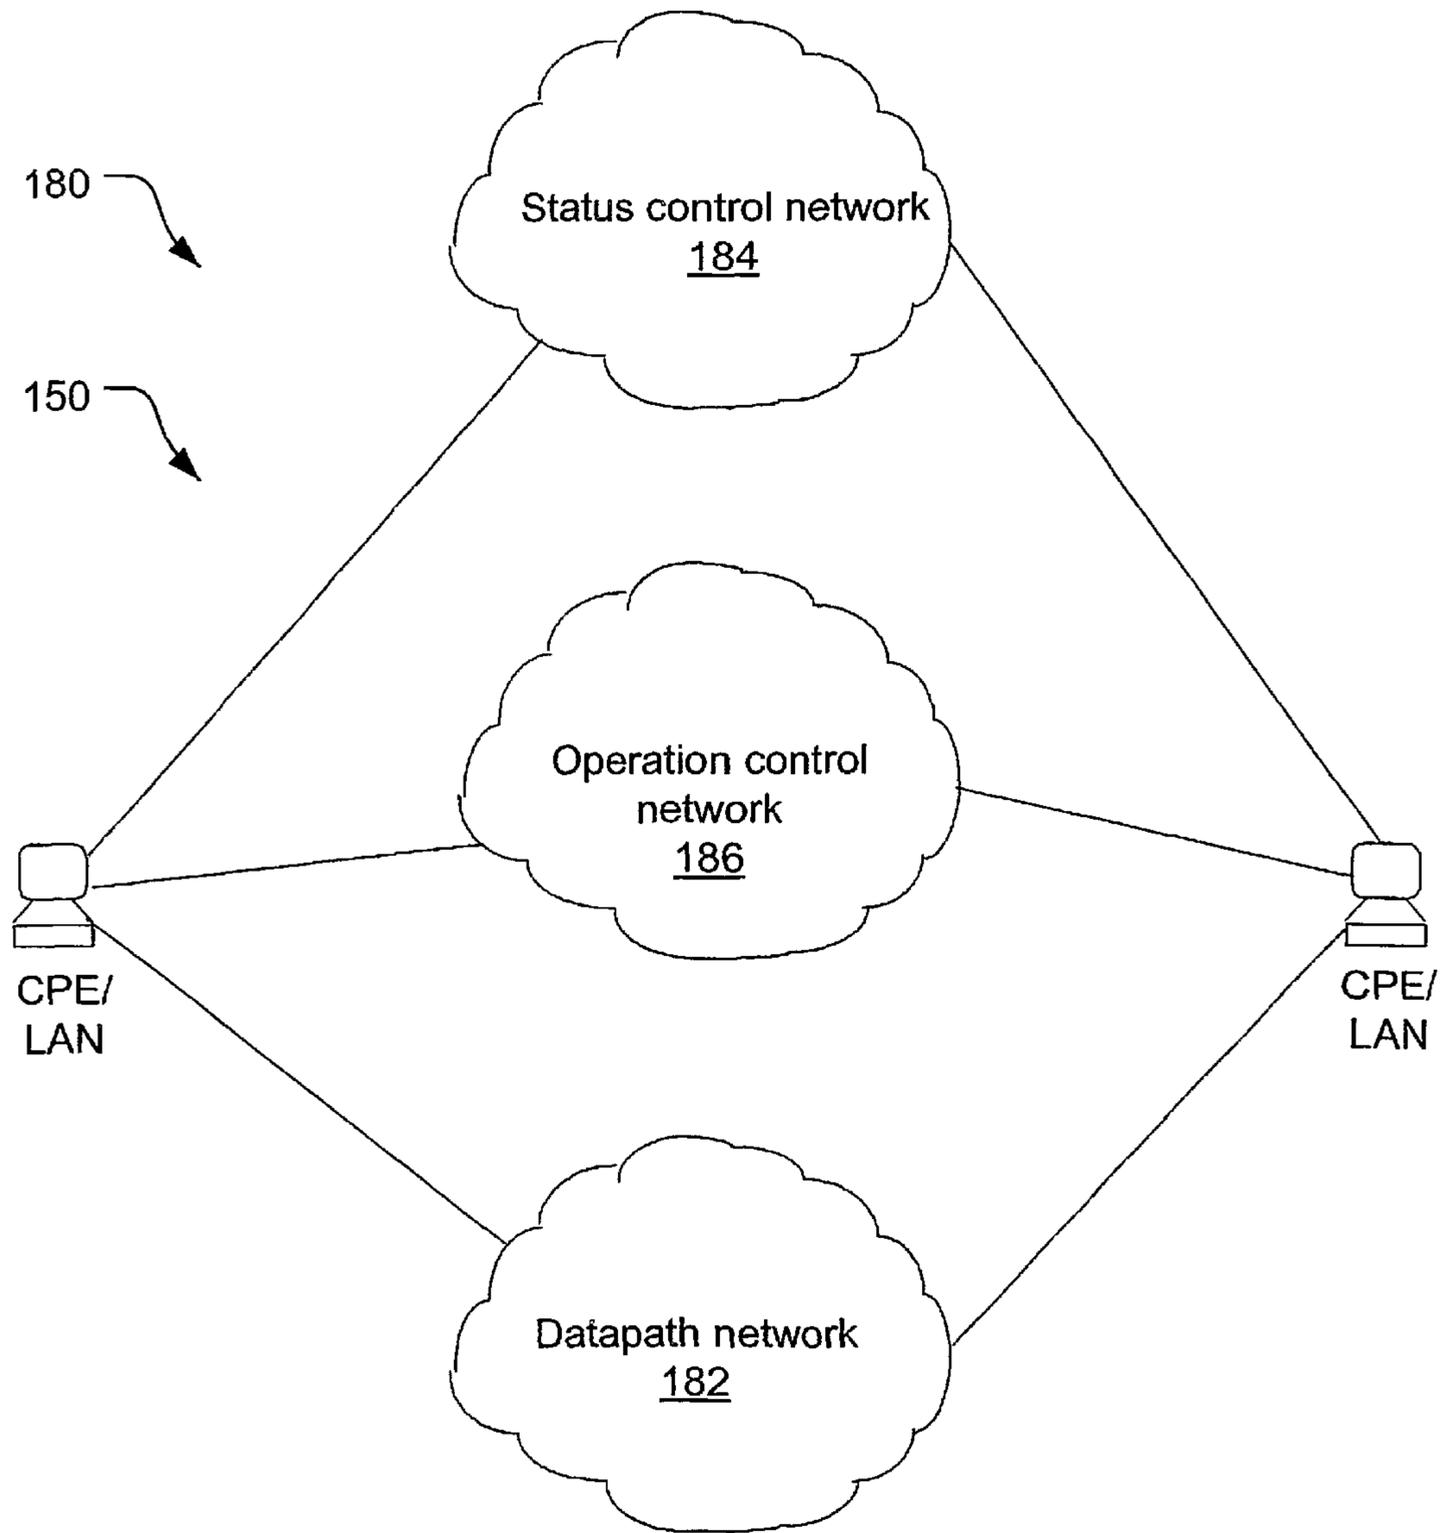 180
Status control network
184
150
Operation control
network
186
CPE/
LAN
CPE/
LAN
Datapath network
182